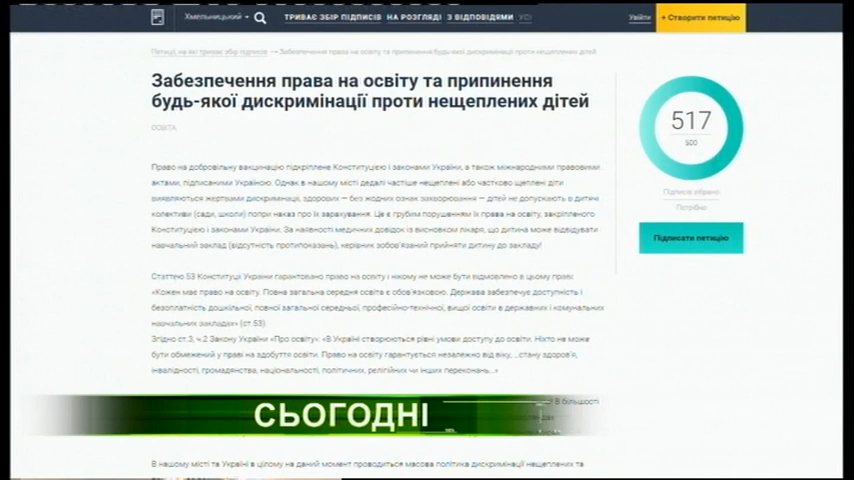 Хмельницький
ТРИВАЄ ЗБІР ПІДПИСІВ НА РОЗГЛЯДІ З ВІДПОВІДЯМИ УСІ
Увійти
+ Створити петицію
Петиції, на які триває збір підписів → Забезпечення права на освіту та припинення будь-якої дискримінації проти нещеплених дітей
Забезпечення права на освіту та припинення
будь-якої дискримінації проти нещеплених дітей
ОСВІТА
517
500
Підписів зібрано
Потрібно
Підписати петицію
Право на добровільну вакцинацію підкріплене Конституцією і законами України, а також міжнародними правовими
актами, підписаними Україною. Однак в нашому місті дедалі частіше нещеплені або частково щеплені діти
виявляються жертвами дискримінації, здорових — без жодних ознак захворювання — дітей не допускають в дитячі
колективи (сади, школи) попри наказ про їх зарахування. Це є грубим порушенням їх права на освіту, закріпленого
Конституцією і законами України. За наявності медичних довідок із висновком лікаря, що дитина може відвідувати
навчальний заклад (відсутність протипоказань), керівник зобов'язаний прийняти дитину до закладу!
Статтею 53 Конституції України гарантовано право на освіту і нікому не може бути відмовлено в цьому праві:
«Кожен має право на освіту. Повна загальна середня освіта є обов'язковою. Держава забезпечує доступність і
безоплатність дошкільної, повної загальної середньої, професійно-технічної, вищої освіти в державних і комунальних
навчальних закладах» (ст.53).
Згідно ст.3, ч.2 Закону України «Про освіту»: «В Україні створюються рівні умови доступу до освіти. Ніхто не може
бути обмежений у праві на здобуття освіти. Право на освіту гарантується незалежно від віку, ...стану здоров'я,
інвалідності, громадянства, національності, політичних, релігійних чи інших переконань...»
В більшості
СЬОГОДНІ
В нашому місті та Україні в цілому на даний момент проводиться масова політика дискримінації нещеплених та